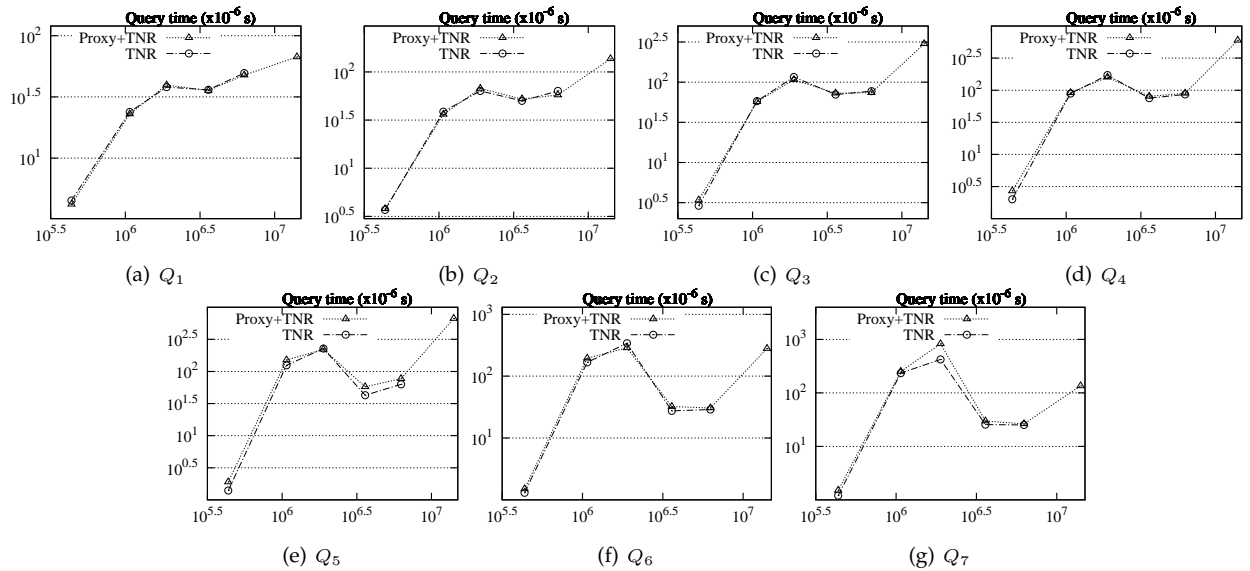 Query time (x10^-6 s)
Proxy+TNR
TNR
10^2
10^1.5
10^1
10^5.5 10^6 10^6.5 10^7
(a) Q1
Query time (x10^-6 s)
Proxy+TNR
TNR
10^2
10^1.5
10^1
10^0.5
10^5.5 10^6 10^6.5 10^7
(b) Q2
Query time (x10^-6 s)
10^2.5
Proxy+TNR
TNR
10^2
10^1.5
10^1
10^0.5
10^5.5 10^6 10^6.5 10^7
(c) Q3
Query time (x10^-6 s)
Proxy+TNR
10^2.5
TNR
10^2
10^1.5
10^1
10^0.5
10^5.5 10^6 10^6.5 10^7
(d) Q4
Query time (x10^-6 s)
Proxy+TNR
10^2.5
TNR
10^2
10^1.5
10^1
10^0.5
10^5.5 10^6 10^6.5 10^7
(e) Q5
Query time (x10^-6 s)
10^3
Proxy+TNR
TNR
10^2
10^1
10^5.5 10^6 10^6.5 10^7
(f) Q6
Query time (x10^-6 s)
Proxy+TNR
10^3
TNR
10^2
10^1
10^5.5 10^6 10^6.5 10^7
(g) Q7